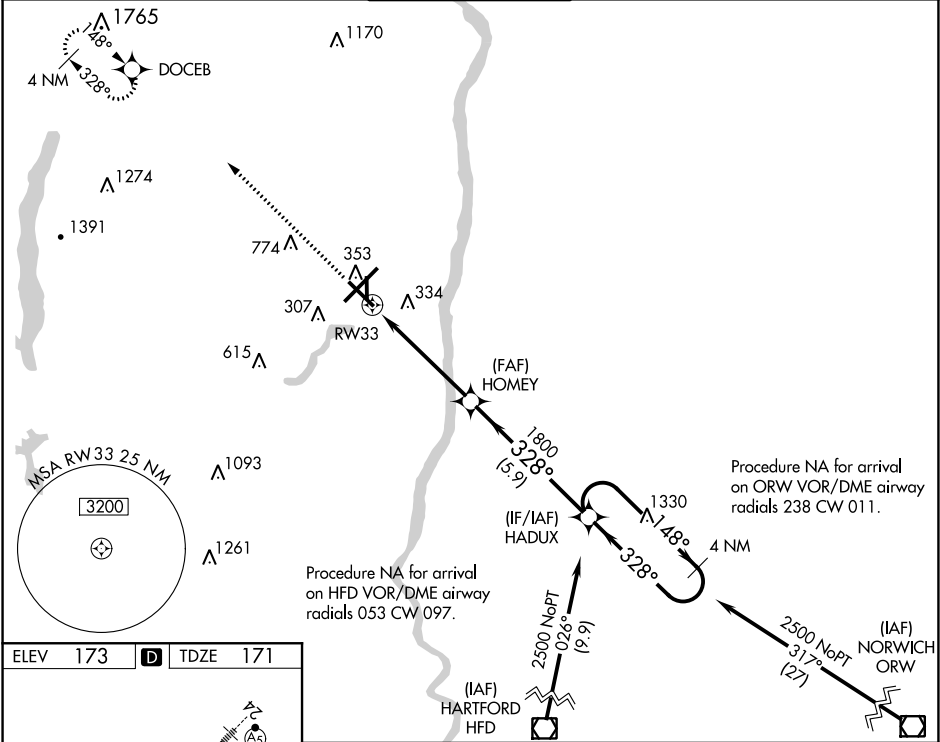 1765
148°
4 NM
328°
DOCEB
1170
1274
1391
774
353
334
307
RW33
615
(FAF)
HOMEY
1800
328°
(5.9)
MSA RW33 25 NM
3200
1093
1261
(IF/IAF)
HADUX
1330
148°
4 NM
328°
Procedure NA for arrival
on ORW VOR/DME airway
radials 238 CW 011.
Procedure NA for arrival
on HFD VOR/DME airway
radials 053 CW 097.
2500 NoPT
026°
(9.9)
(IAF)
HARTFORD
HFD
2500 NoPT
317°
(27)
(IAF)
NORWICH
ORW
ELEV 173 D TDZE 171
24
A5